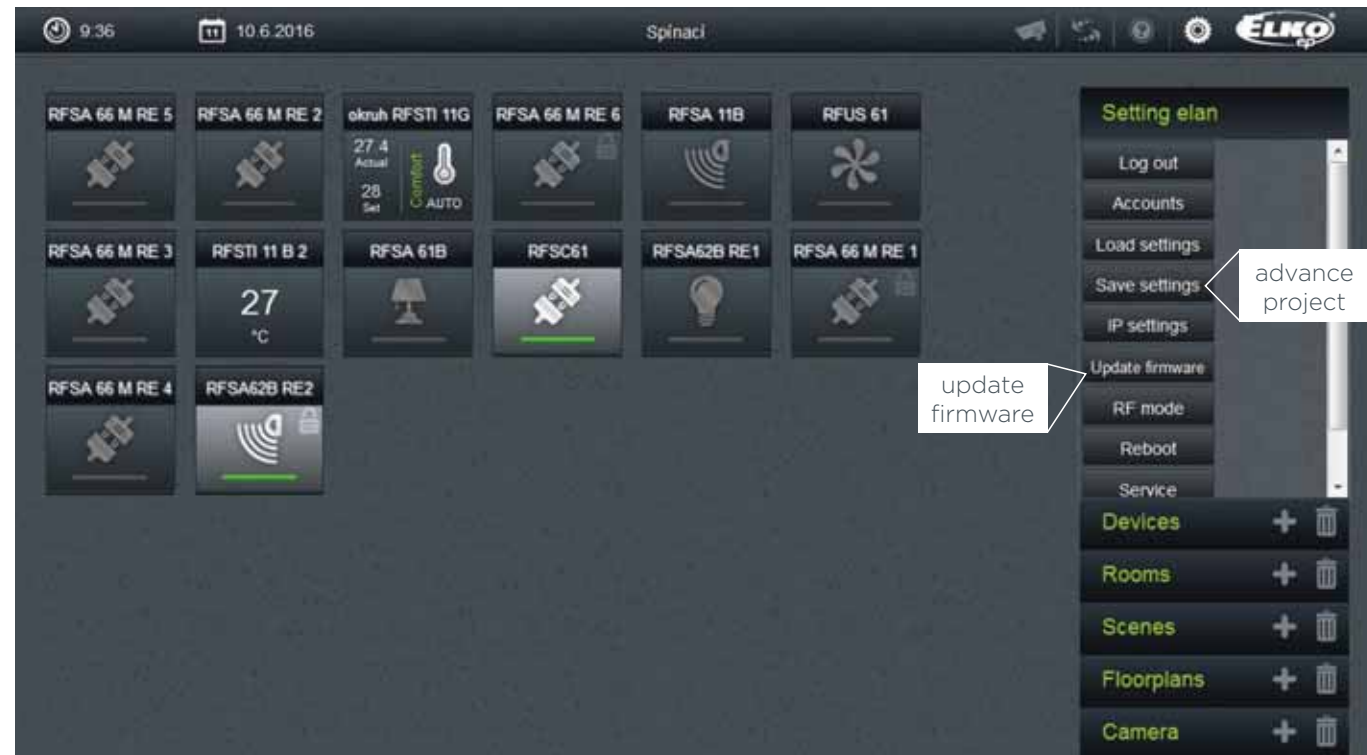 9:36
10.6.2016
Spinaci
ELKO
ep
RFSA 66 M RE 5
RFSA 66 M RE 2
okruh RFSTI 11G
27.4
Actual
28
Set
Comfort
AUTO
RFSA 66 M RE 6
RFSA 11B
RFUS 61
RFSA 66 M RE 3
RFSTI 11 B 2
27
°C
RFSA 61B
RFSC61
RFSA62B RE1
RFSA 66 M RE 1
RFSA 66 M RE 4
RFSA62B RE2
Setting elan
Log out
Accounts
Load settings
Save settings
advance
project
IP settings
Update firmware
update
firmware
RF mode
Reboot
Service
Devices
Rooms
Scenes
Floorplans
Camera